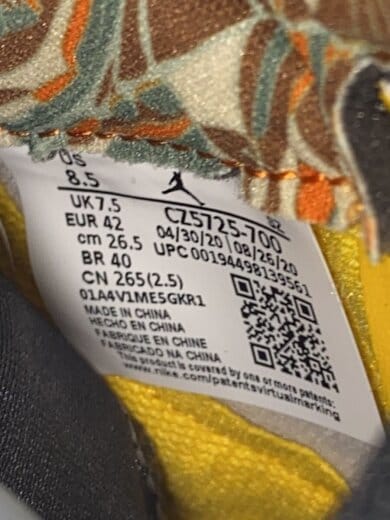 US 8.5
UK 7.5
EUR 42
cm 26.5
BR 40
CN 265(2.5)
01A4V1ME5GKR1
MADE IN CHINA
HECHO EN CHINA
FABRIQUE EN CHINE
FABRICADO NA CHINA
This product is covered by one or more patents:
www.nike.com/patentsvirtualmarking
CZ5725-700
04/30/20 | 08/25/20
UPC 00194498139561